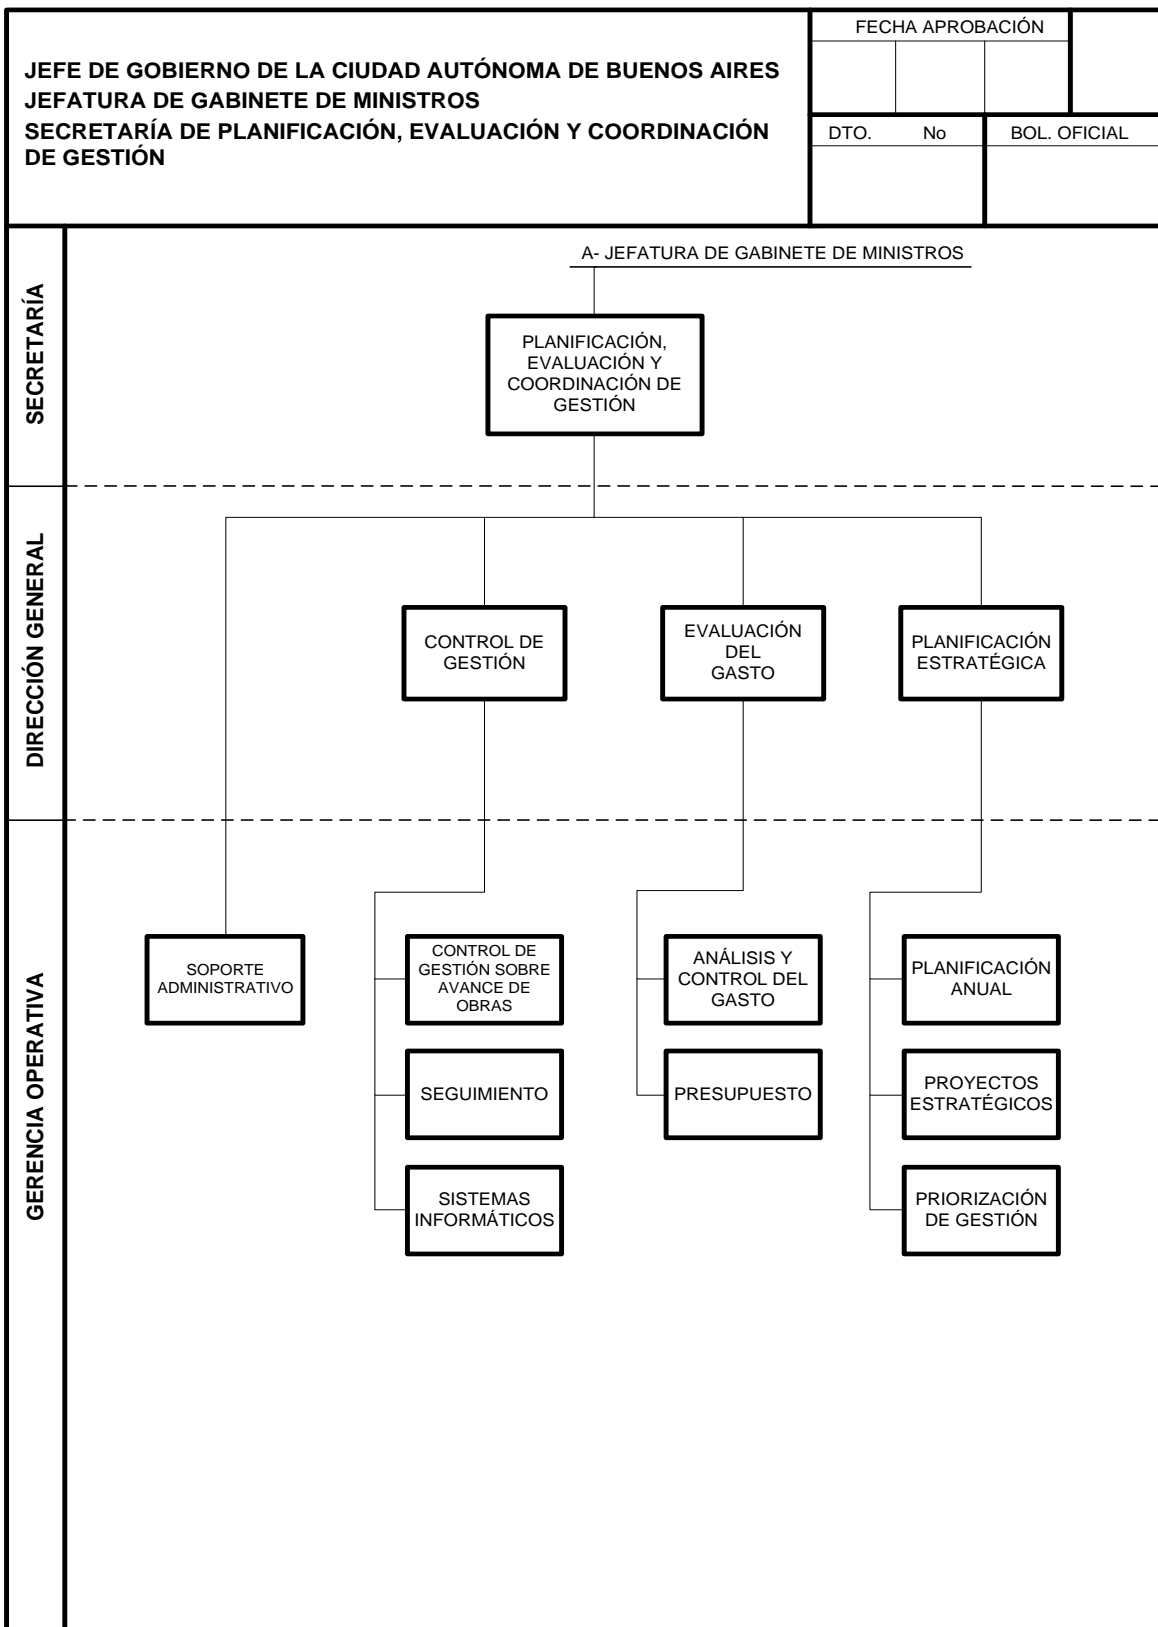 JEFE DE GOBIERNO DE LA CIUDAD AUTÓNOMA DE BUENOS AIRES
JEFATURA DE GABINETE DE MINISTROS
SECRETARÍA DE PLANIFICACIÓN, EVALUACIÓN Y COORDINACIÓN
DE GESTIÓN
FECHA APROBACIÓN
DTO. No
BOL. OFICIAL
SECRETARÍA
A- JEFATURA DE GABINETE DE MINISTROS
PLANIFICACIÓN,
EVALUACIÓN Y
COORDINACIÓN DE
GESTIÓN
DIRECCIÓN GENERAL
CONTROL DE
GESTIÓN
EVALUACIÓN
DEL
GASTO
PLANIFICACIÓN
ESTRATÉGICA
GERENCIA OPERATIVA
SOPORTE
ADMINISTRATIVO
CONTROL DE
GESTIÓN SOBRE
AVANCE DE
OBRAS
ANÁLISIS Y
CONTROL DEL
GASTO
PLANIFICACIÓN
ANUAL
SEGUIMIENTO
PRESUPUESTO
PROYECTOS
ESTRATÉGICOS
SISTEMAS
INFORMÁTICOS
PRIORIZACIÓN
DE GESTIÓN